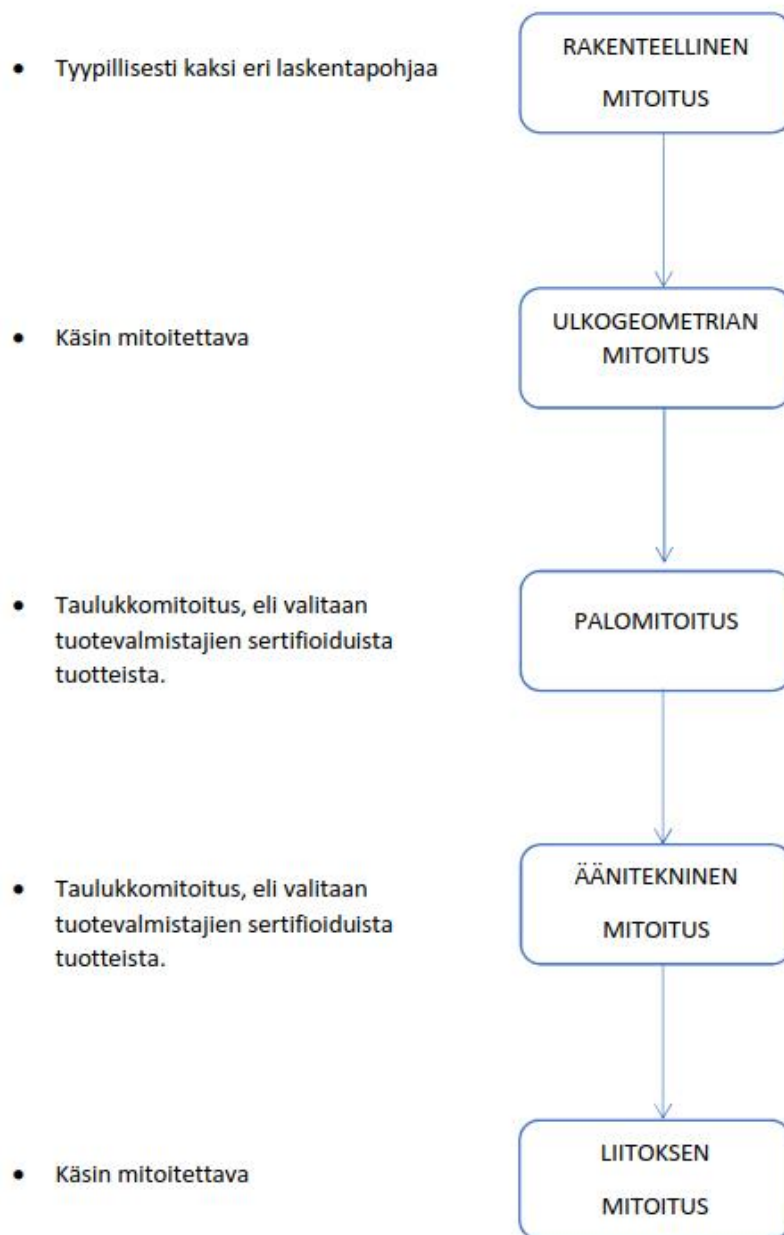 • Tyypillisesti kaksi eri laskentapohjaa
RAKENTEELLINEN
MITOITUS
• Käsin mitoitettava
ULKOGEOMETRIAN
MITOITUS
• Taulukkomitoitus, eli valitaan
tuotevalmistajien sertifioiduista
tuotteista.
PALOMITOITUS
• Taulukkomitoitus, eli valitaan
tuotevalmistajien sertifioiduista
tuotteista.
ÄÄNITEKNINEN
MITOITUS
• Käsin mitoitettava
LIITOKSEN
MITOITUS